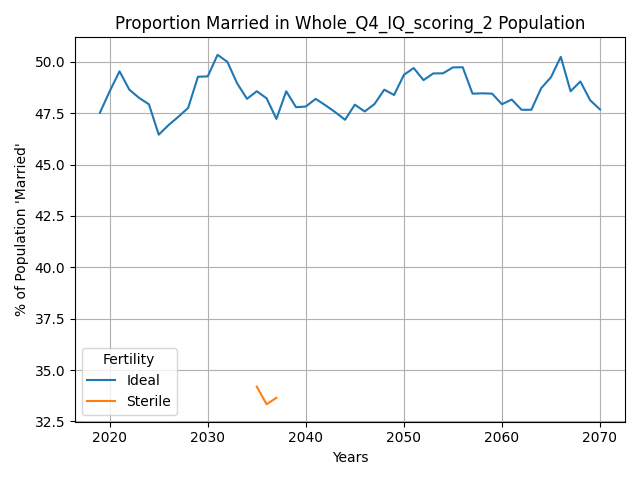 Proportion Married in Whole_Q4_IQ_scoring_2 Population
% of Population 'Married'
50.0
47.5
45.0
42.5
40.0
37.5
35.0
32.5
Fertility
Ideal
Sterile
2020 2030 2040 2050 2060 2070
Years